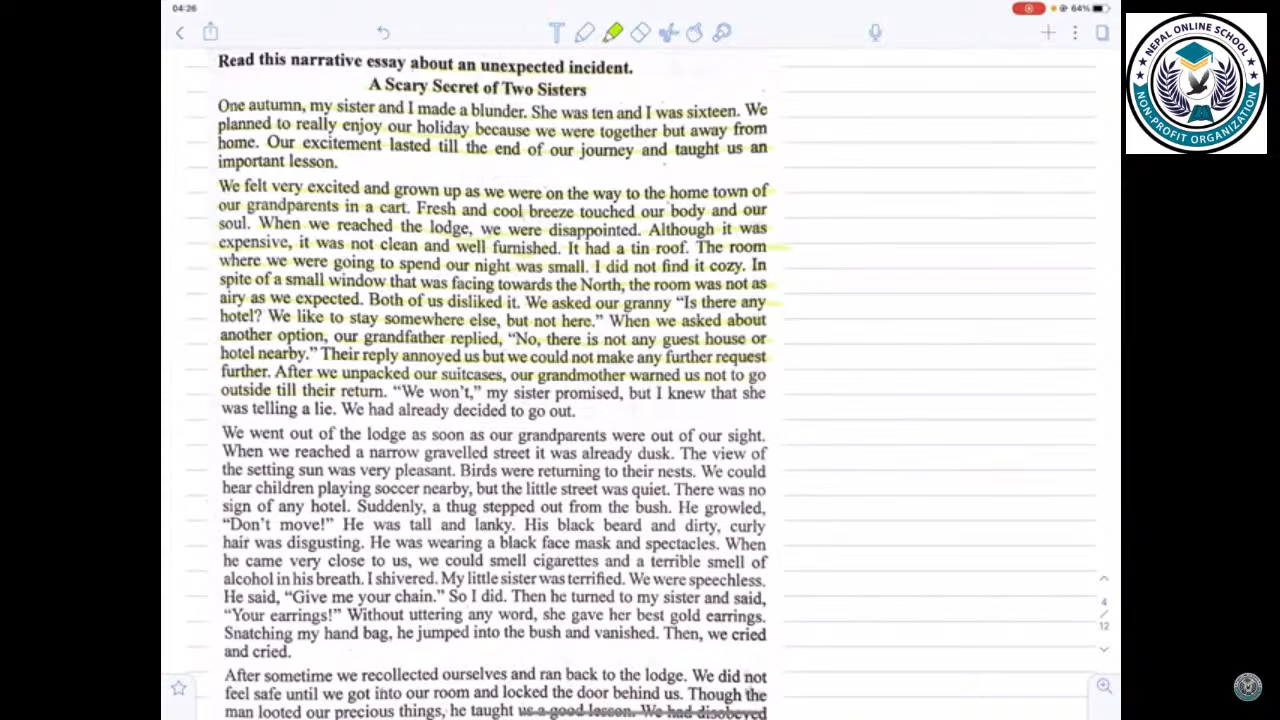 04:26
64%
NEPAL ONLINE SCHOOL
NON-PROFIT ORGANIZATION
Read this narrative essay about an unexpected incident.
A Scary Secret of Two Sisters
One autumn, my sister and I made a blunder. She was ten and I was sixteen. We
planned to really enjoy our holiday because we were together but away from
home. Our excitement lasted till the end of our journey and taught us an
important lesson.
We felt very excited and grown up as we were on the way to the home town of
our grandparents in a cart. Fresh and cool breeze touched our body and our
soul. When we reached the lodge, we were disappointed. Although it was
expensive, it was not clean and well furnished. It had a tin roof. The room
where we were going to spend our night was small. I did not find it cozy. In
spite of a small window that was facing towards the North, the room was not as
airy as we expected. Both of us disliked it. We asked our granny “Is there any
hotel? We like to stay somewhere else, but not here.” When we asked about
another option, our grandfather replied, “No, there is not any guest house or
hotel nearby.” Their reply annoyed us but we could not make any further request
further. After we unpacked our suitcases, our grandmother warned us not to go
outside till their return. “We won’t,” my sister promised, but I knew that she
was telling a lie. We had already decided to go out.
We went out of the lodge as soon as our grandparents were out of our sight.
When we reached a narrow gravelled street it was already dusk. The view of
the setting sun was very pleasant. Birds were returning to their nests. We could
hear children playing soccer nearby, but the little street was quiet. There was no
sign of any hotel. Suddenly, a thug stepped out from the bush. He growled,
“Don’t move!” He was tall and lanky. His black beard and dirty, curly
hair was disgusting. He was wearing a black face mask and spectacles. When
he came very close to us, we could smell cigarettes and a terrible smell of
alcohol in his breath. I shivered. My little sister was terrified. We were speechless.
He said, “Give me your chain.” So I did. Then he turned to my sister and said,
“Your earrings!” Without uttering any word, she gave her best gold earrings.
Snatching my hand bag, he jumped into the bush and vanished. Then, we cried
and cried.
After sometime we recollected ourselves and ran back to the lodge. We did not
feel safe until we got into our room and locked the door behind us. Though the
man looted our precious things, he taught us a good lesson. We had disobeyed
4
/
12